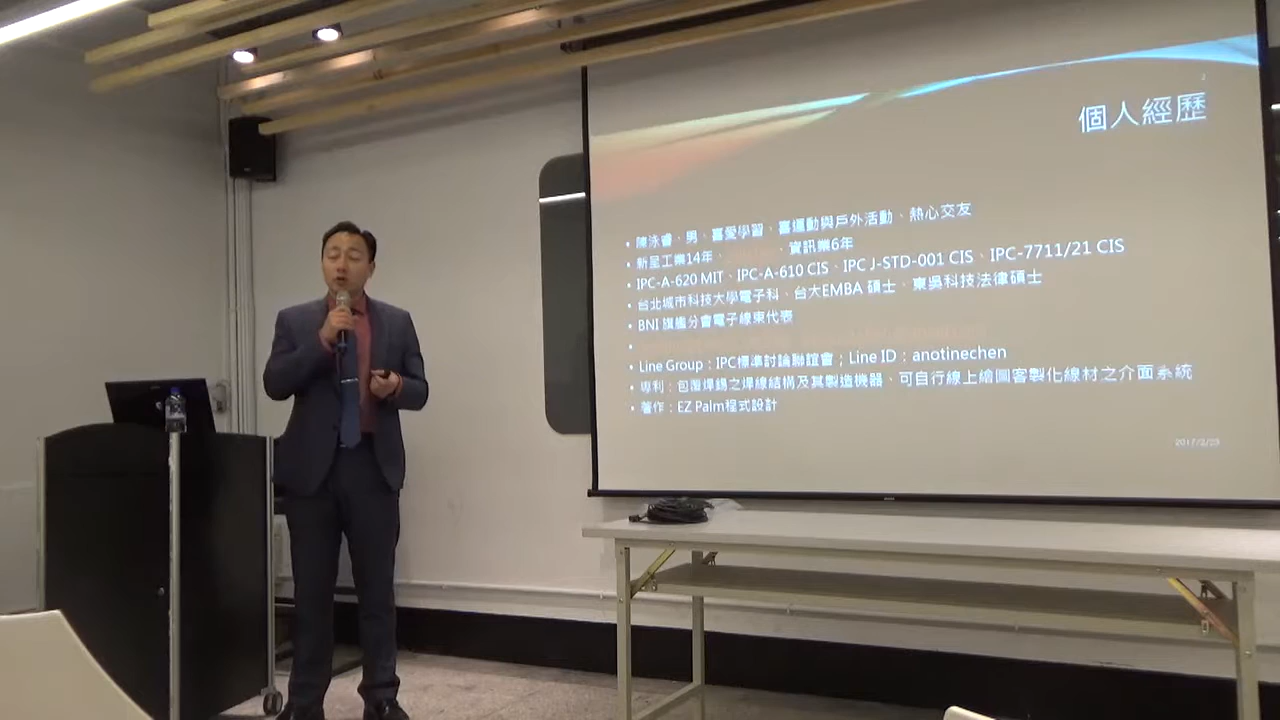 2
個人經歷
• 陳泳睿、男、喜愛學習、喜運動與戶外活動、熱心交友
• 新呈工業14年、 、資訊業6年
• IPC-A-620 MIT、IPC-A-610 CIS、IPC J-STD-001 CIS、IPC-7711/21 CIS
• 台北城市科技大學電子科、台大EMBA 碩士、東吳科技法律碩士
• BNI 旗艦分會電子線束代表
•
• Line Group：IPC標準討論聯誼會；Line ID：anotinechen
• 專利：包覆焊錫之焊線結構及其製造機器、可自行線上繪圖客製化線材之介面系統
• 著作：EZ Palm程式設計
2017/2/23